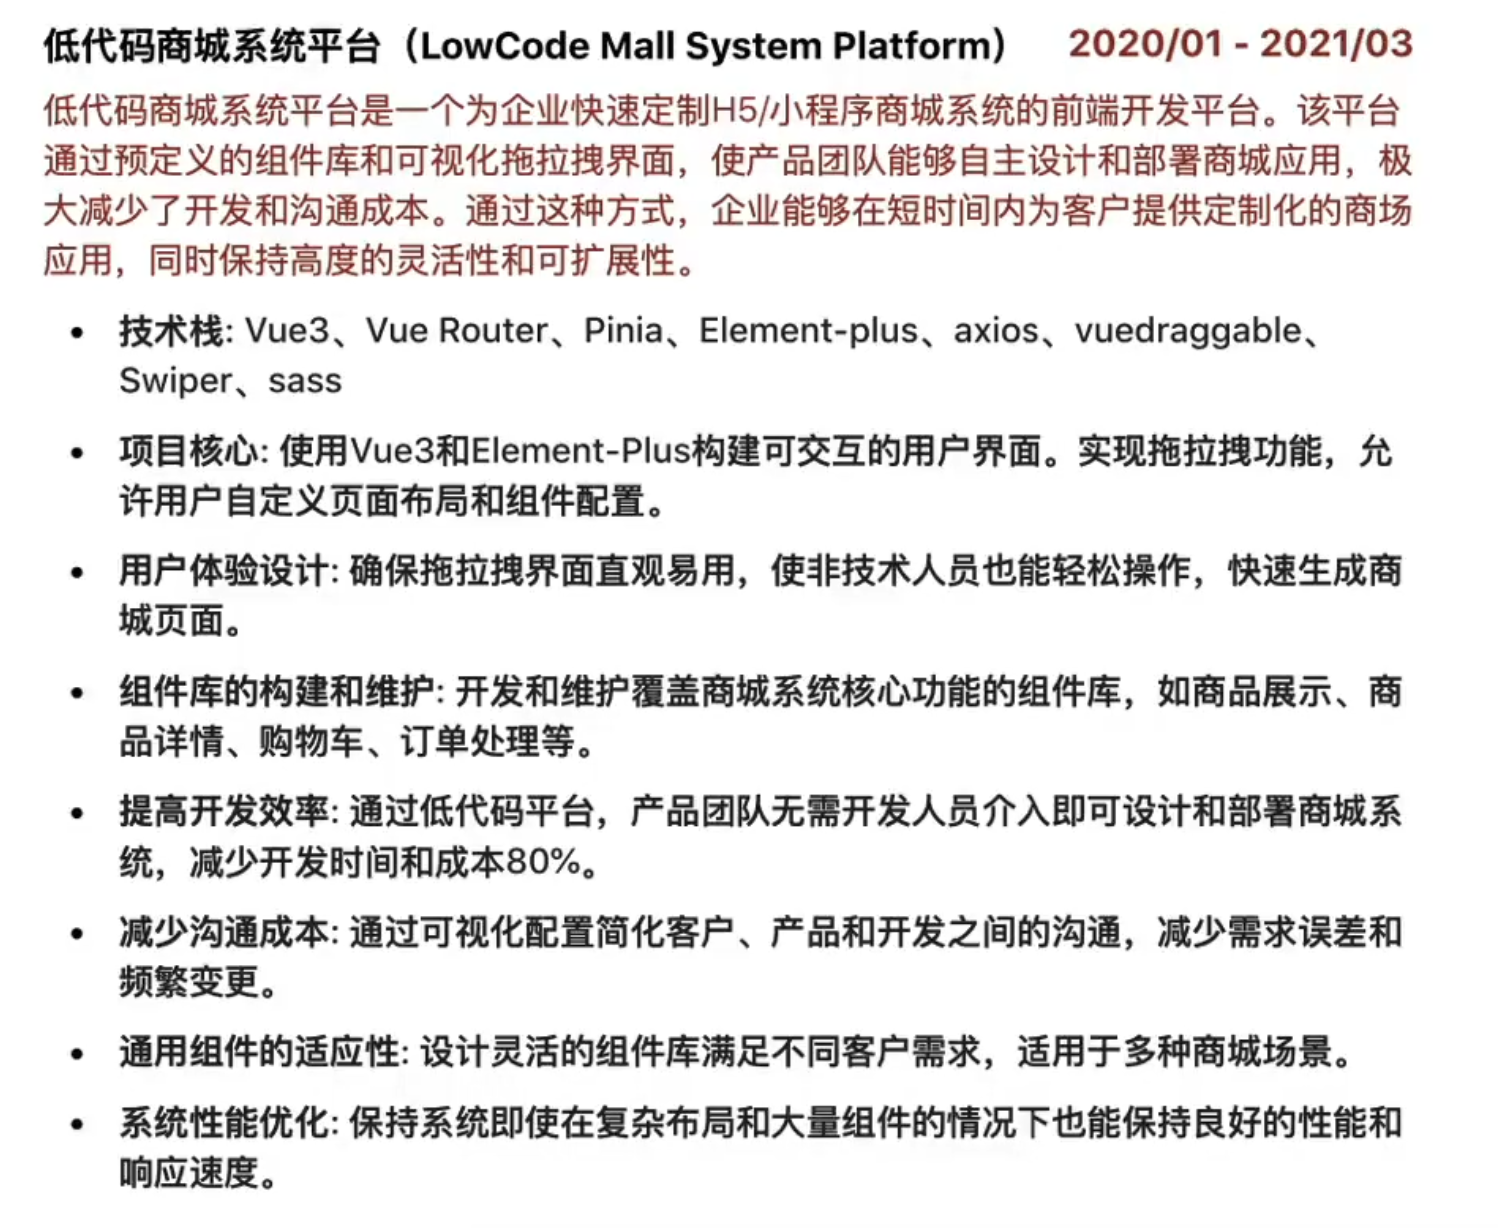 低代码商城系统平台（LowCode Mall System Platform） 2020/01 - 2021/03
低代码商城系统平台是一个为企业快速定制H5/小程序商城系统的前端开发平台。该平台
通过预定义的组件库和可视化拖拉拽界面，使产品团队能够自主设计和部署商城应用，极
大减少了开发和沟通成本。通过这种方式，企业能够在短时间内为客户提供定制化的商场
应用，同时保持高度的灵活性和可扩展性。
• 技术栈: Vue3、Vue Router、Pinia、Element-plus、axios、vuedraggable、
Swiper、sass
• 项目核心: 使用Vue3和Element-Plus构建可交互的用户界面。实现拖拉拽功能，允
许用户自定义页面布局和组件配置。
• 用户体验设计: 确保拖拉拽界面直观易用，使非技术人员也能轻松操作，快速生成商
城页面。
• 组件库的构建和维护: 开发和维护覆盖商城系统核心功能的组件库，如商品展示、商
品详情、购物车、订单处理等。
• 提高开发效率: 通过低代码平台，产品团队无需开发人员介入即可设计和部署商城系
统，减少开发时间和成本80%。
• 减少沟通成本: 通过可视化配置简化客户、产品和开发之间的沟通，减少需求误差和
频繁变更。
• 通用组件的适应性: 设计灵活的组件库满足不同客户需求，适用于多种商城场景。
• 系统性能优化: 保持系统即使在复杂布局和大量组件的情况下也能保持良好的性能和
响应速度。